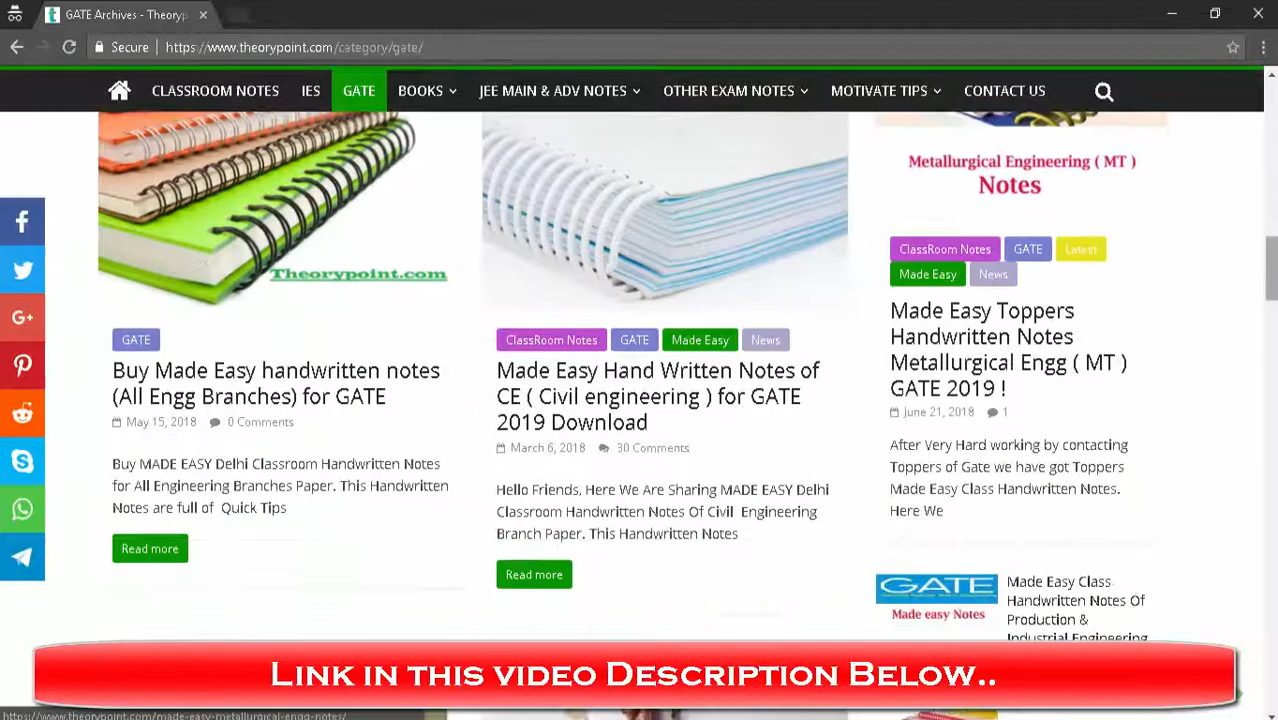 GATE Archives - Theoryp
Secure
https://www.theorypoint.com/category/gate/
CLASSROOM NOTES
IES
GATE
BOOKS
JEE MAIN & ADV NOTES
OTHER EXAM NOTES
MOTIVATE TIPS
CONTACT US
Theorypoint.com
GATE
Buy Made Easy handwritten notes
(All Engg Branches) for GATE
May 15, 2018
0 Comments
Buy MADE EASY Delhi Classroom Handwritten Notes
for All Engineering Branches Paper. This Handwritten
Notes are full of Quick Tips
Read more
ClassRoom Notes
GATE
Made Easy
News
Made Easy Hand Written Notes of
CE ( Civil engineering ) for GATE
2019 Download
March 6, 2018
30 Comments
Hello Friends, Here We Are Sharing MADE EASY Delhi
Classroom Handwritten Notes Of Civil Engineering
Branch Paper. This Handwritten Notes
Read more
Metallurgical Engineering ( MT )
Notes
ClassRoom Notes
GATE
Latest
Made Easy
News
Made Easy Toppers
Handwritten Notes
Metallurgical Engg ( MT )
GATE 2019 !
June 21, 2018
1
After Very Hard working by contacting
Toppers of Gate we have got Toppers
Made Easy Class Handwritten Notes.
Here We
GATE
Made easy Notes
Made Easy Class
Handwritten Notes Of
Production &
Industrial Engineering
Link in this video Description Below..
https://www.theorypoint.com/made-easy-metallurgical-engg-notes/